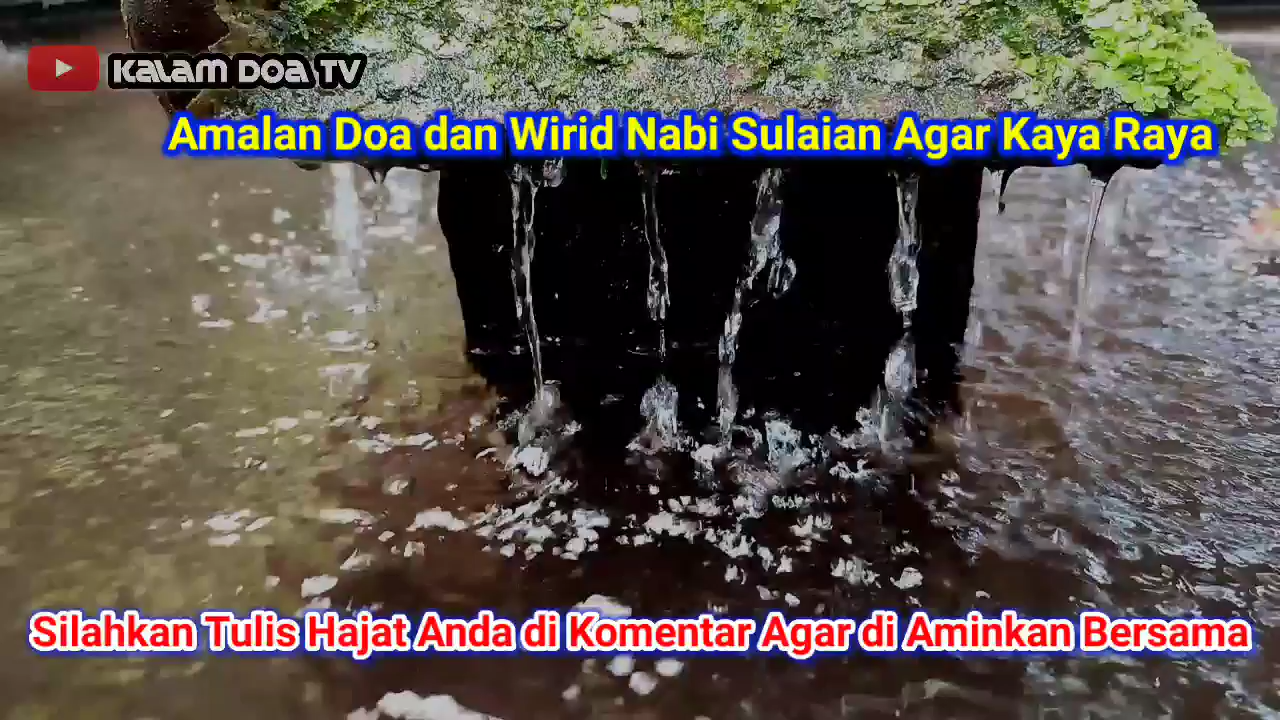 KALAM DOA TV
Amalan Doa dan Wirid Nabi Sulaian Agar Kaya Raya
Silahkan Tulis Hajat Anda di Komentar Agar di Aminkan Bersama